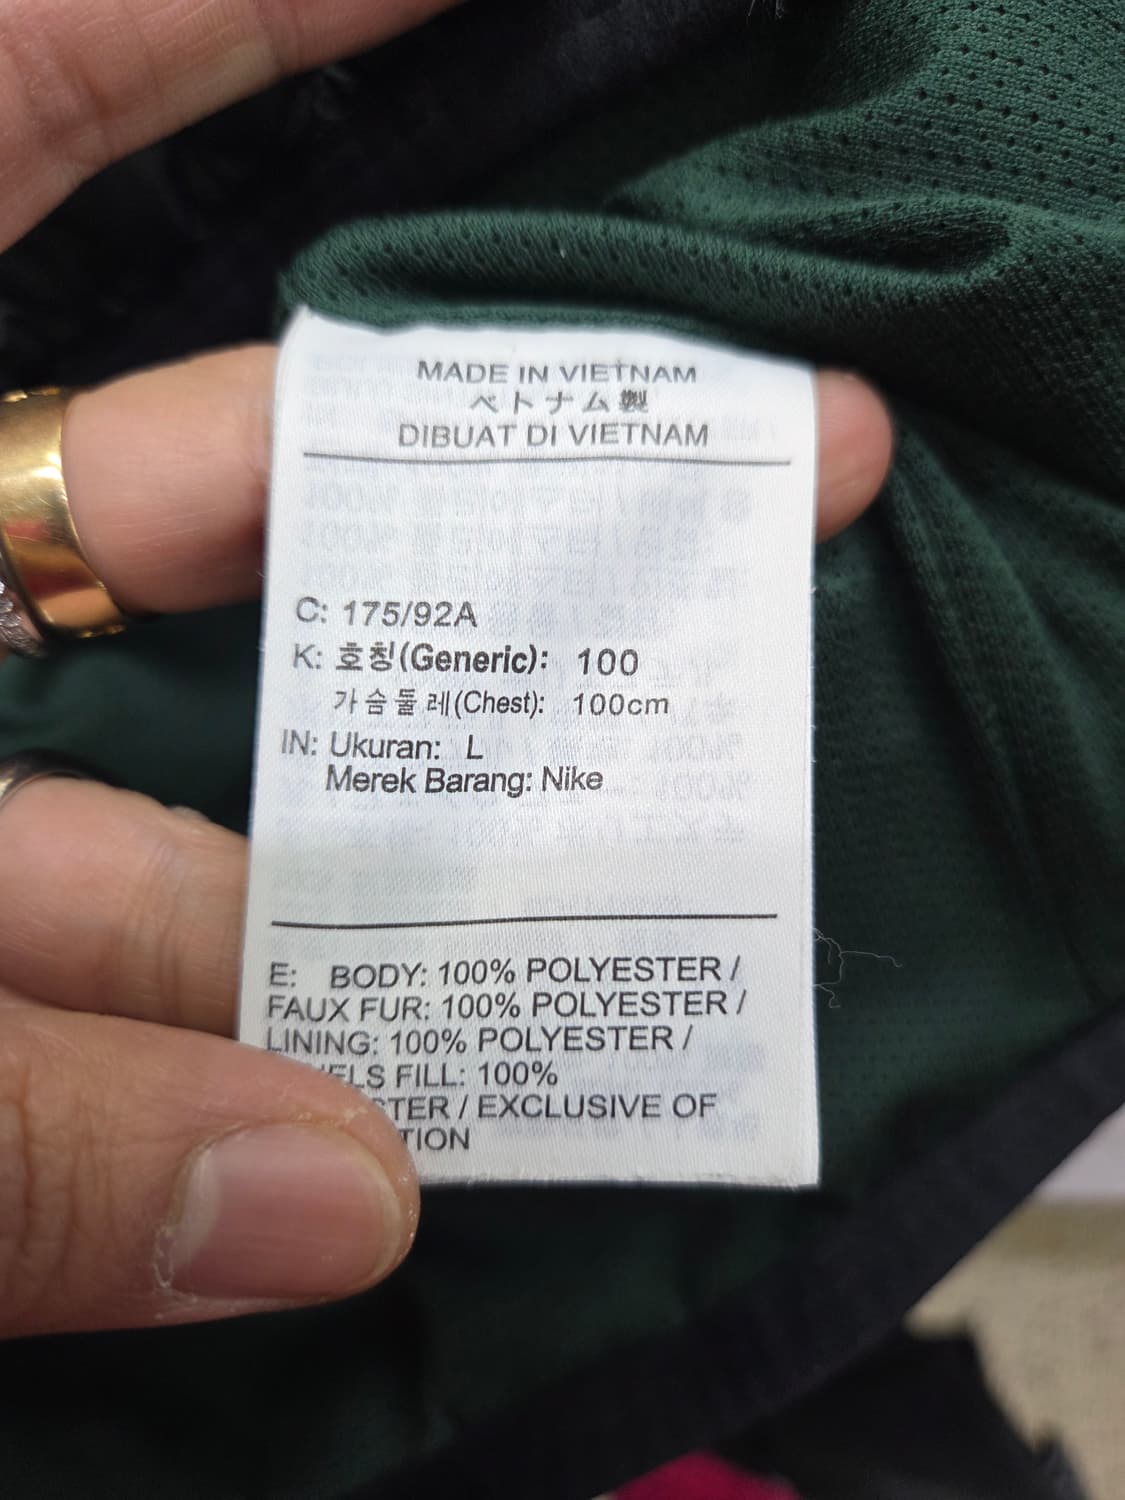 MADE IN VIETNAM
ベトナム製
DIBUAT DI VIETNAM
C: 175/92A
K: 호칭(Generic): 100
가슴둘레(Chest): 100cm
IN: Ukuran: L
Merek Barang: Nike
E: BODY: 100% POLYESTER /
FAUX FUR: 100% POLYESTER /
LINING: 100% POLYESTER /
FILL: 100%
/ EXCLUSIVE OF